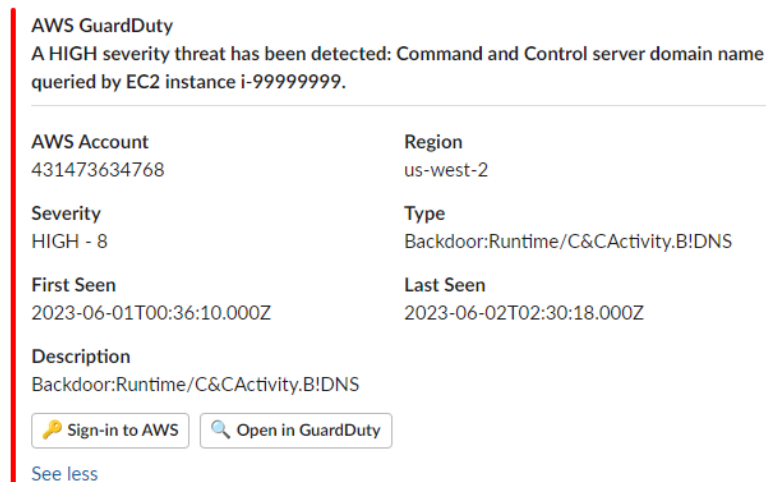 AWS GuardDuty
A HIGH severity threat has been detected: Command and Control server domain name
queried by EC2 instance i-99999999.
AWS Account
431473634768
Region
us-west-2
Severity
HIGH - 8
Type
Backdoor:Runtime/C&CActivity.B!DNS
First Seen
2023-06-01T00:36:10.000Z
Last Seen
2023-06-02T02:30:18.000Z
Description
Backdoor:Runtime/C&CActivity.B!DNS
Sign-in to AWS
Open in GuardDuty
See less